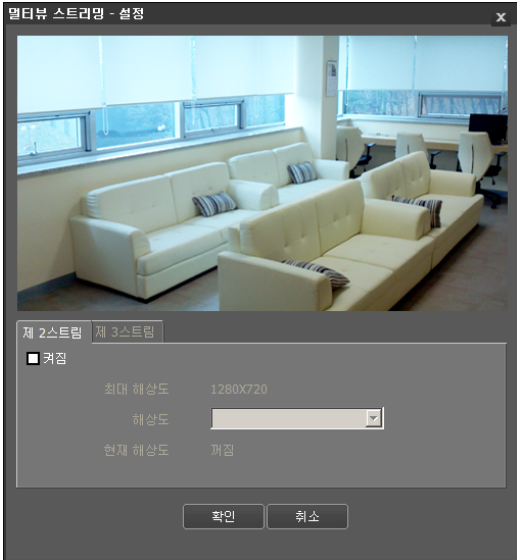 멀티뷰 스트리밍 - 설정
x
제 2스트림 제 3스트림
켜짐
최대 해상도 1280X720
해상도
현재 해상도 꺼짐
확인 취소